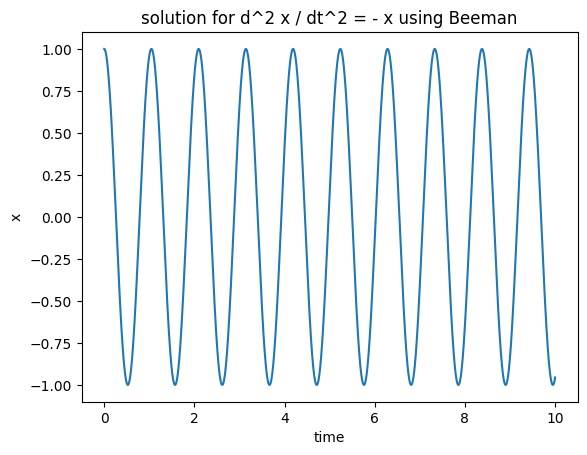 solution for d^2 x / dt^2 = - x using Beeman
1.00
0.75
0.50
0.25
0.00
−0.25
−0.50
−0.75
−1.00
x
0 2 4 6 8 10
time